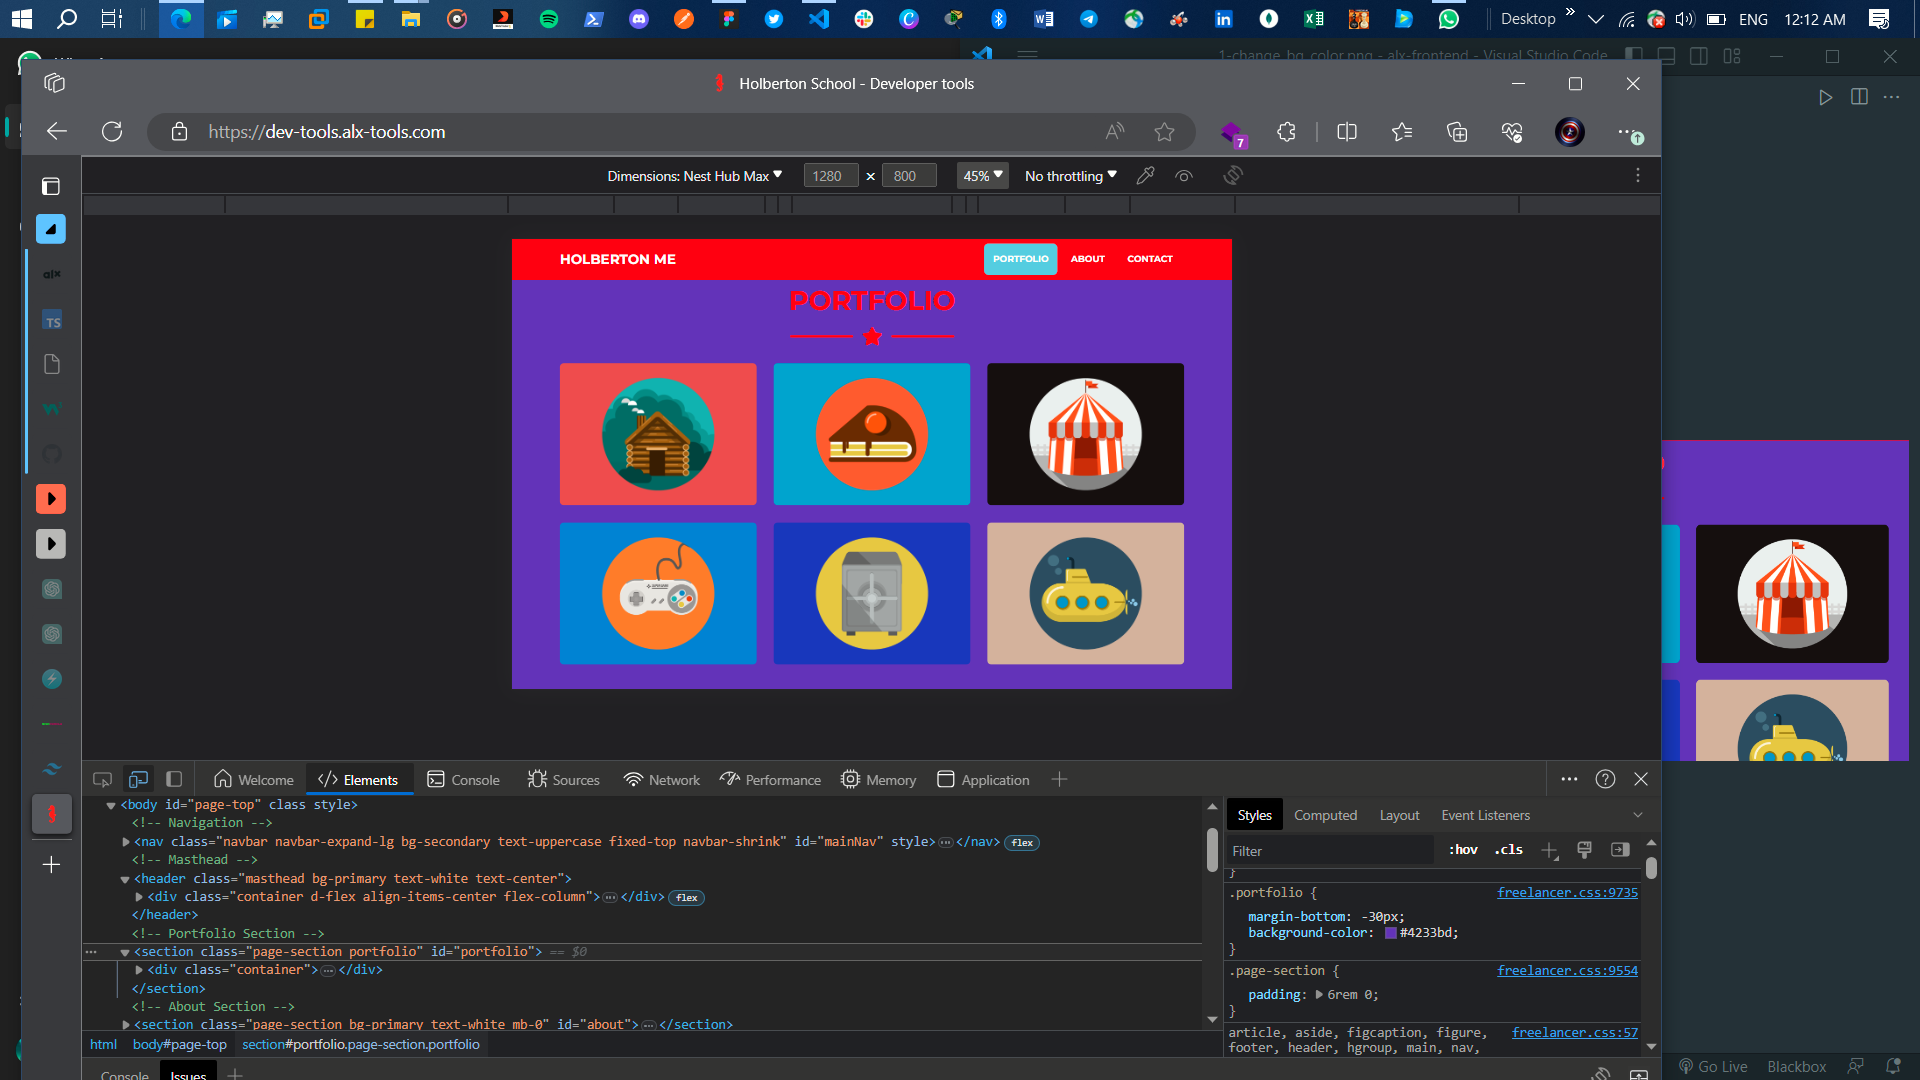 Desktop
ENG
12:12 AM
1-change_bg_color.png - alx-frontend - Visual Studio Code
Holberton School - Developer tools
https://dev-tools.alx-tools.com
7
Dimensions: Nest Hub Max
1280
x
800
45%
No throttling
alx
TS
HOLBERTON ME
PORTFOLIO
ABOUT
CONTACT
PORTFOLIO
Welcome
Elements
Console
Sources
Network
Performance
Memory
Application
<body id="page-top" class style>
<!-- Navigation -->
<nav class="navbar navbar-expand-lg bg-secondary text-uppercase fixed-top navbar-shrink" id="mainNav" style>…</nav> flex
<!-- Masthead -->
<header class="masthead bg-primary text-white text-center">
<div class="container d-flex align-items-center flex-column">…</div> flex
</header>
<!-- Portfolio Section -->
<section class="page-section portfolio" id="portfolio"> == $0
<div class="container">…</div>
</section>
<!-- About Section -->
<section class="page-section bg-primary text-white mb-0" id="about">…</section>
html
body#page-top
section#portfolio.page-section.portfolio
Console
Issues
Styles
Computed
Layout
Event Listeners
Filter
:hov
.cls
}
.portfolio {
freelancer.css:9735
margin-bottom: -30px;
background-color: #4233bd;
}
.page-section {
freelancer.css:9554
padding: 6rem 0;
}
article, aside, figcaption, figure,
freelancer.css:57
footer, header, hgroup, main, nav,
Go Live
Blackbox